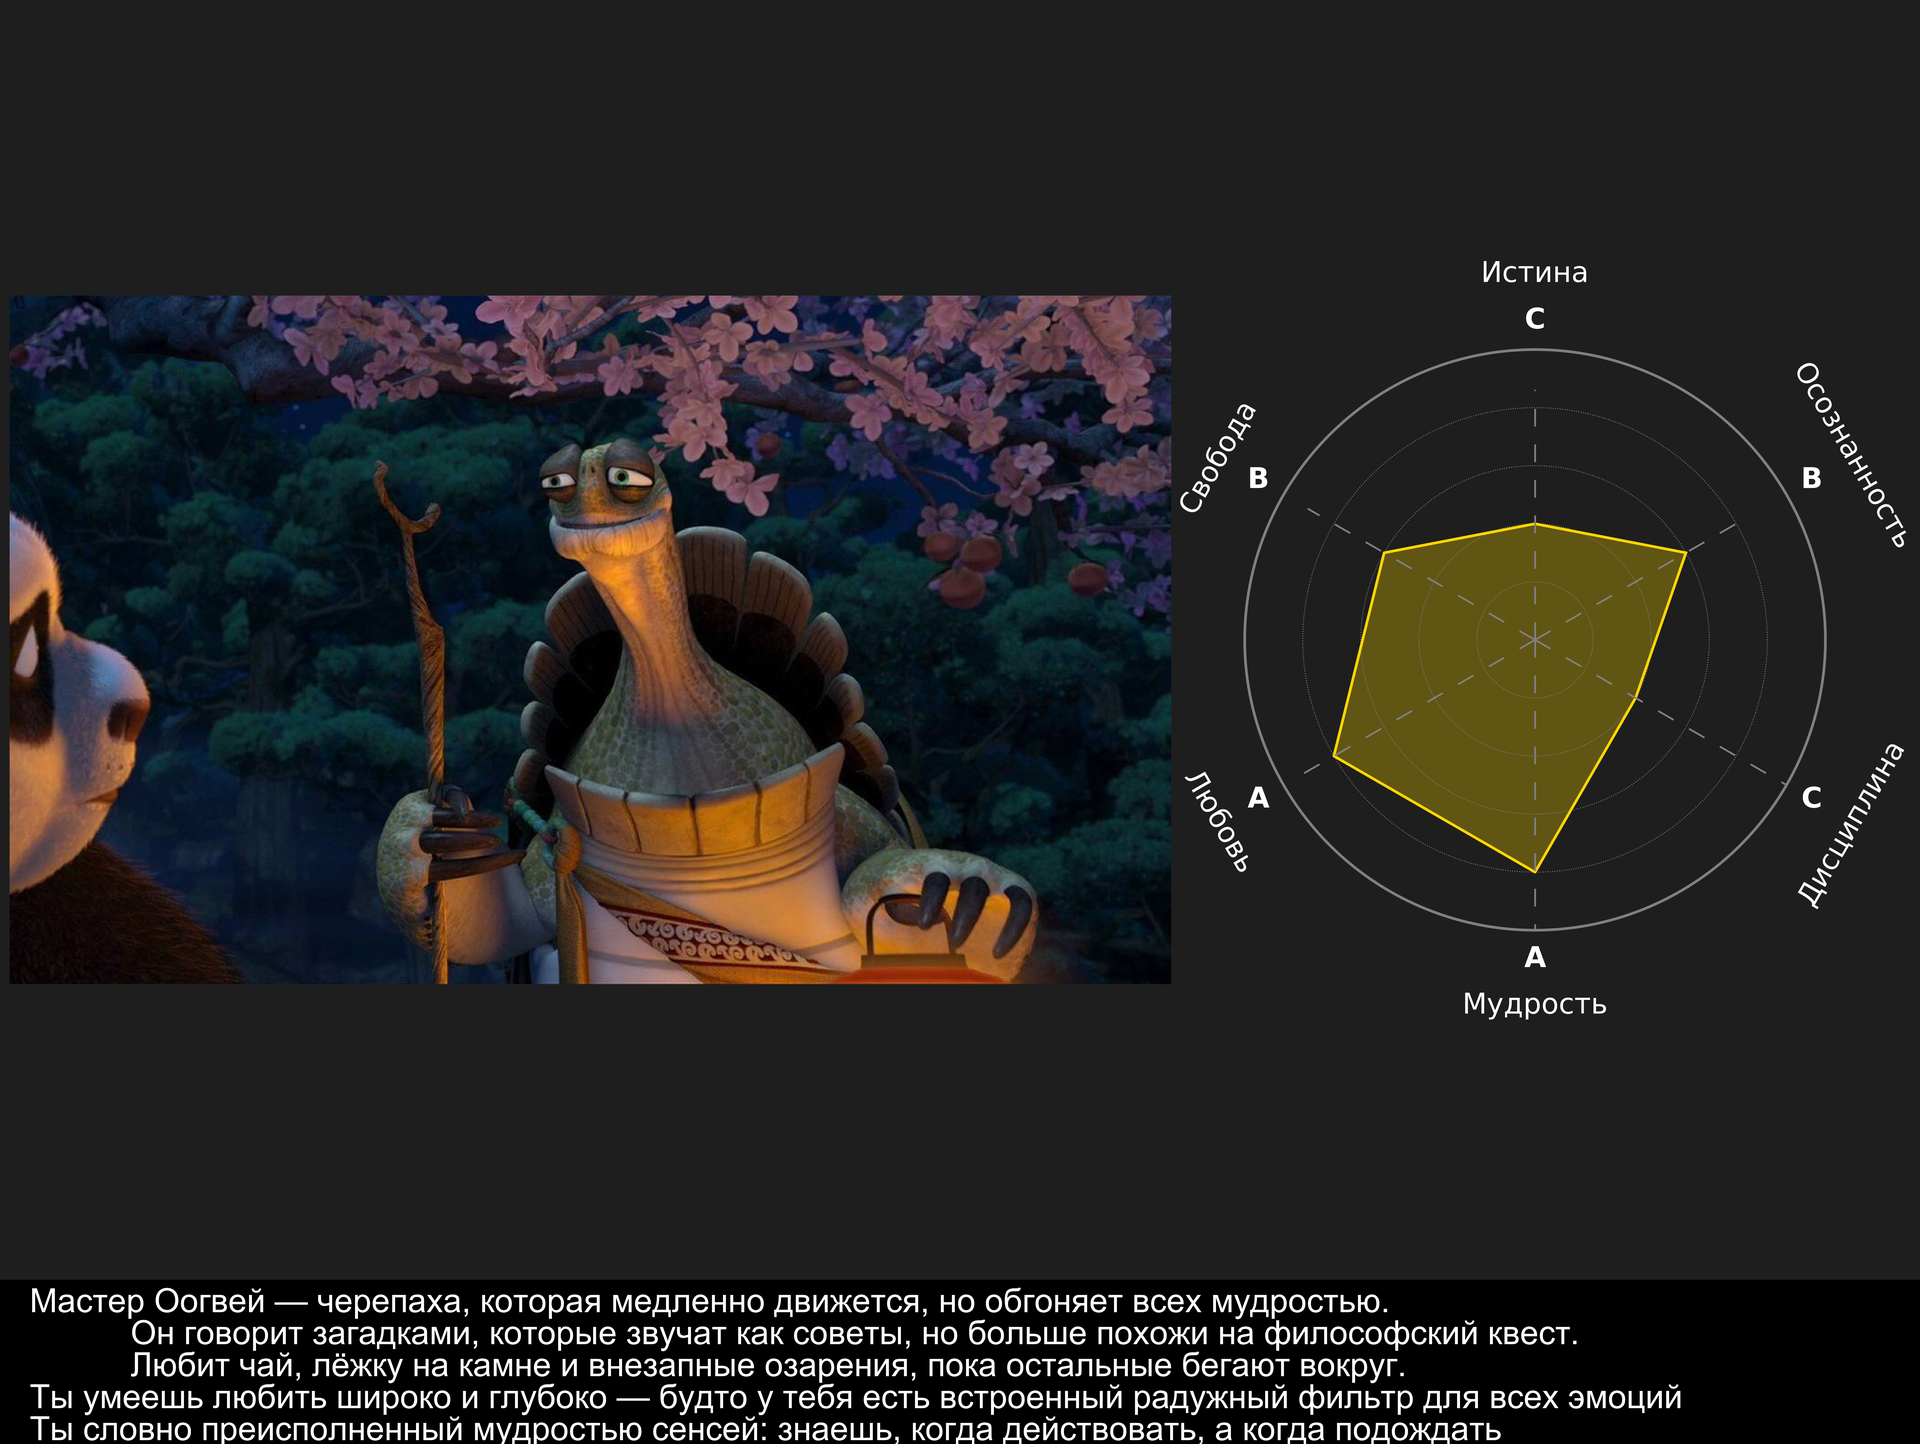 Истина
C
Осознанность
B
Свобода
B
Любовь
A
Дисциплина
C
A
Мудрость
Мастер Оогвей — черепаха, которая медленно движется, но обгоняет всех мудростью.
Он говорит загадками, которые звучат как советы, но больше похожи на философский квест.
Любит чай, лёжку на камне и внезапные озарения, пока остальные бегают вокруг.
Ты умеешь любить широко и глубоко — будто у тебя есть встроенный радужный фильтр для всех эмоций
Ты словно преисполненный мудростью сенсей: знаешь, когда действовать, а когда подождать